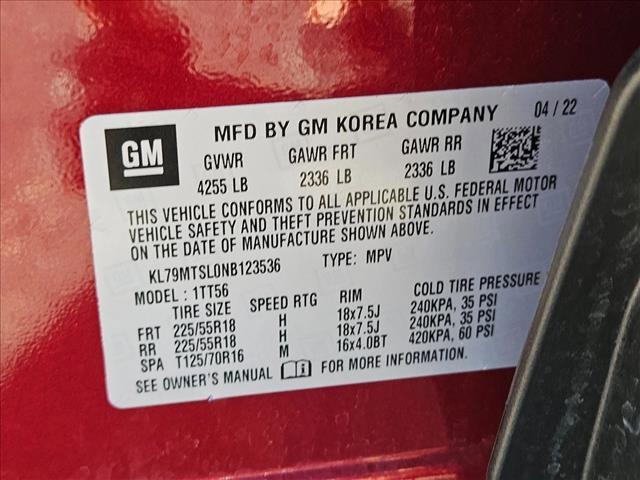 GM
MFD BY GM KOREA COMPANY 04 / 22
GVWR GAWR FRT GAWR RR
4255 LB 2336 LB 2336 LB
THIS VEHICLE CONFORMS TO ALL APPLICABLE U.S. FEDERAL MOTOR
VEHICLE SAFETY AND THEFT PREVENTION STANDARDS IN EFFECT
ON THE DATE OF MANUFACTURE SHOWN ABOVE.
KL79MTSL0NB123536 TYPE: MPV
MODEL : 1TT56
TIRE SIZE SPEED RTG RIM COLD TIRE PRESSURE
FRT 225/55R18 H 18x7.5J 240KPA, 35 PSI
RR 225/55R18 H 18x7.5J 240KPA, 35 PSI
SPA T125/70R16 M 16x4.0BT 420KPA, 60 PSI
SEE OWNER'S MANUAL FOR MORE INFORMATION.